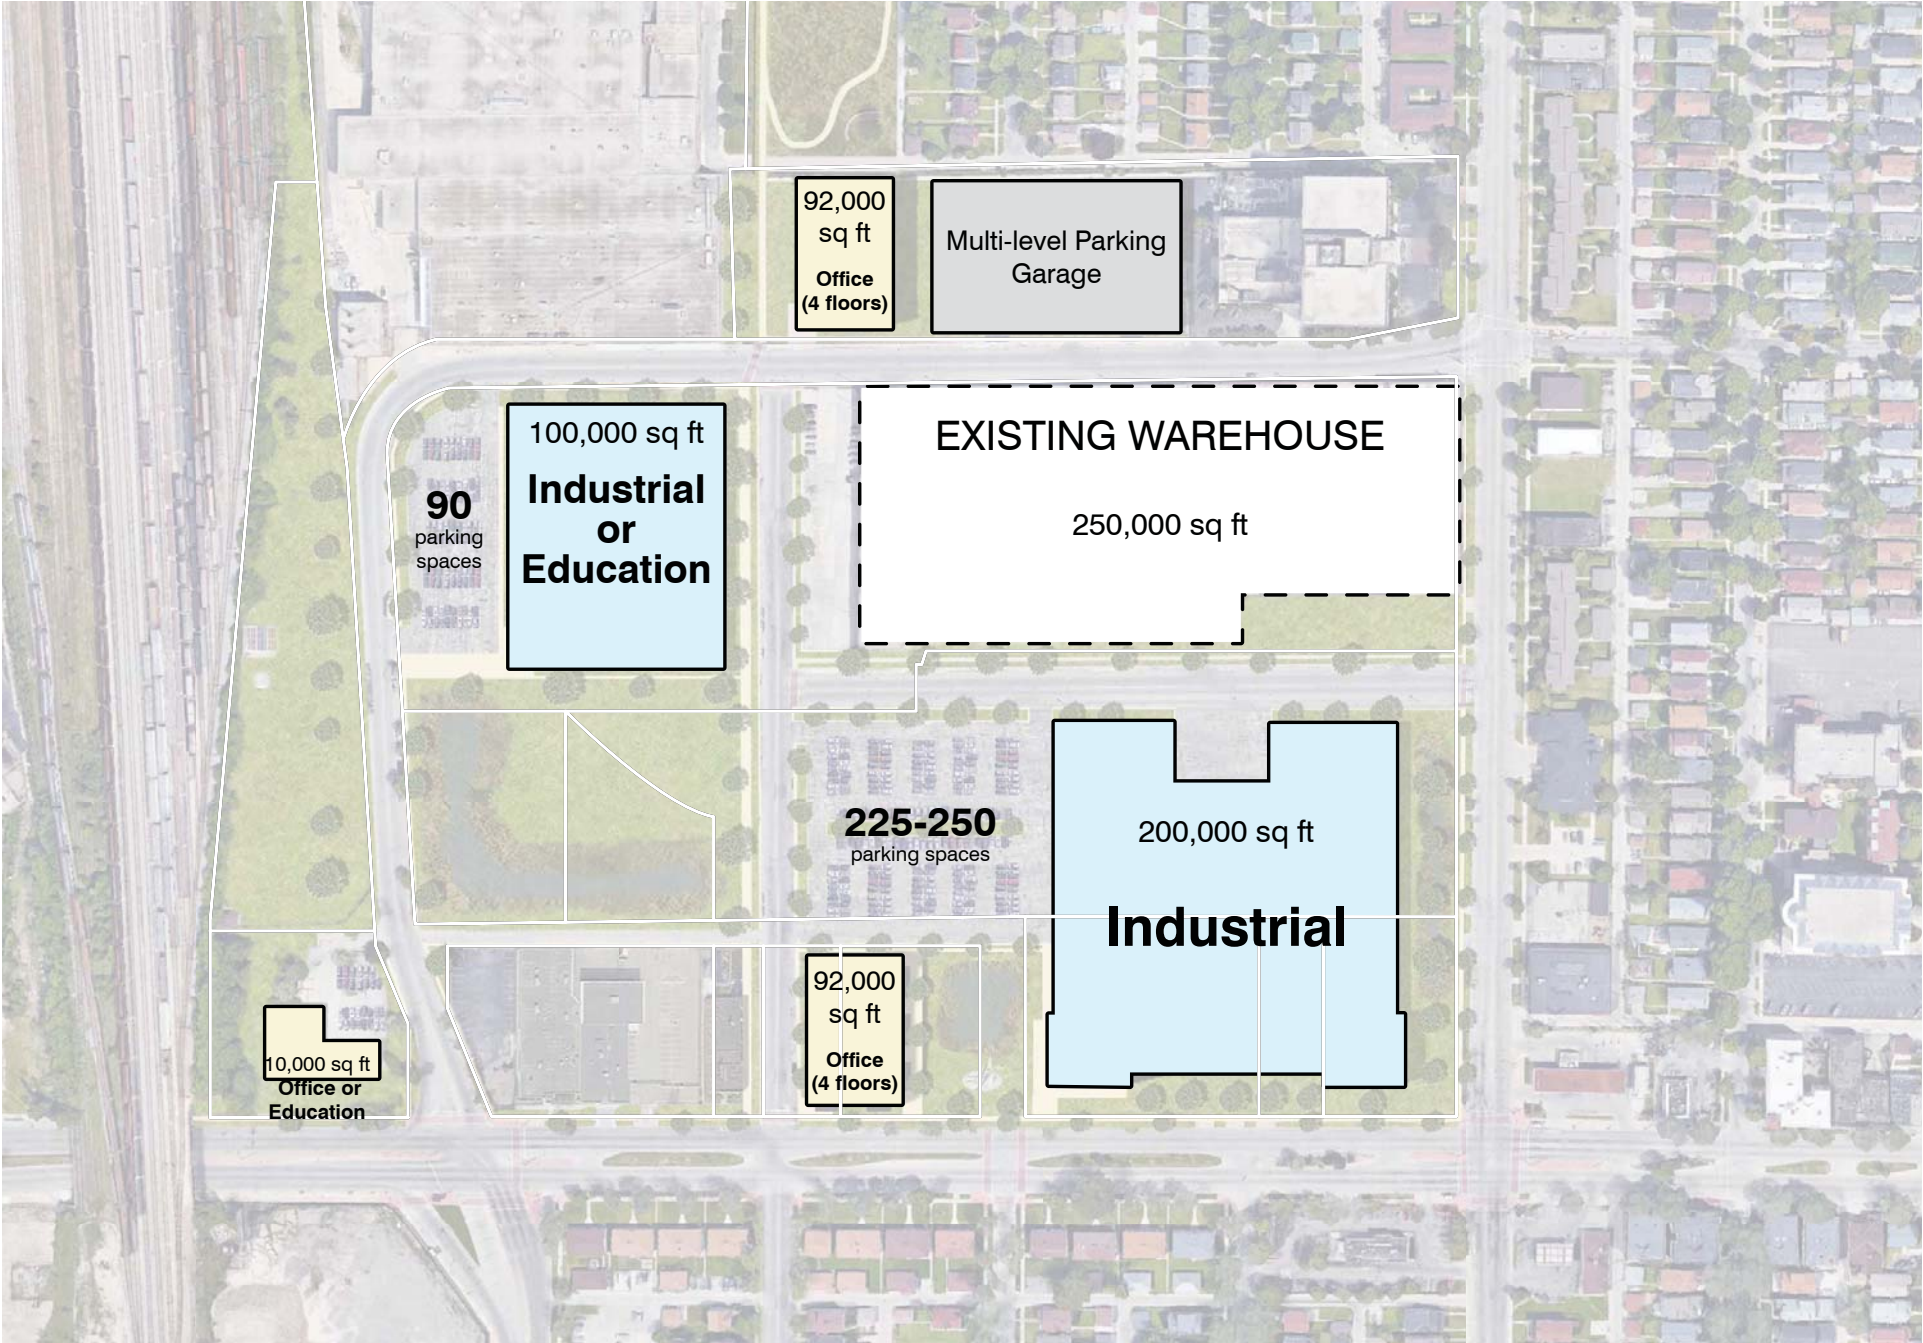 92,000
sq ft
Office
(4 floors)
Multi-level Parking
Garage
100,000 sq ft
Industrial
or
Education
90
parking
spaces
EXISTING WAREHOUSE
250,000 sq ft
225-250
parking spaces
200,000 sq ft
Industrial
92,000
sq ft
Office
(4 floors)
10,000 sq ft
Office or
Education